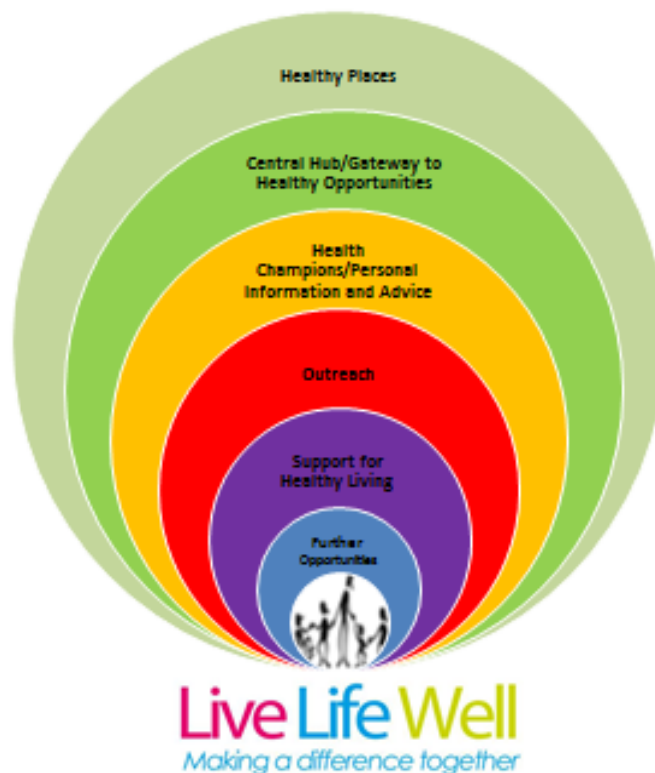 Healthy Places
Central Hub/Gateway to
Healthy Opportunities
Health
Champions/Personal
Information and Advice
Outreach
Support for
Healthy Living
Further
Opportunities
Live Life Well
Making a difference together